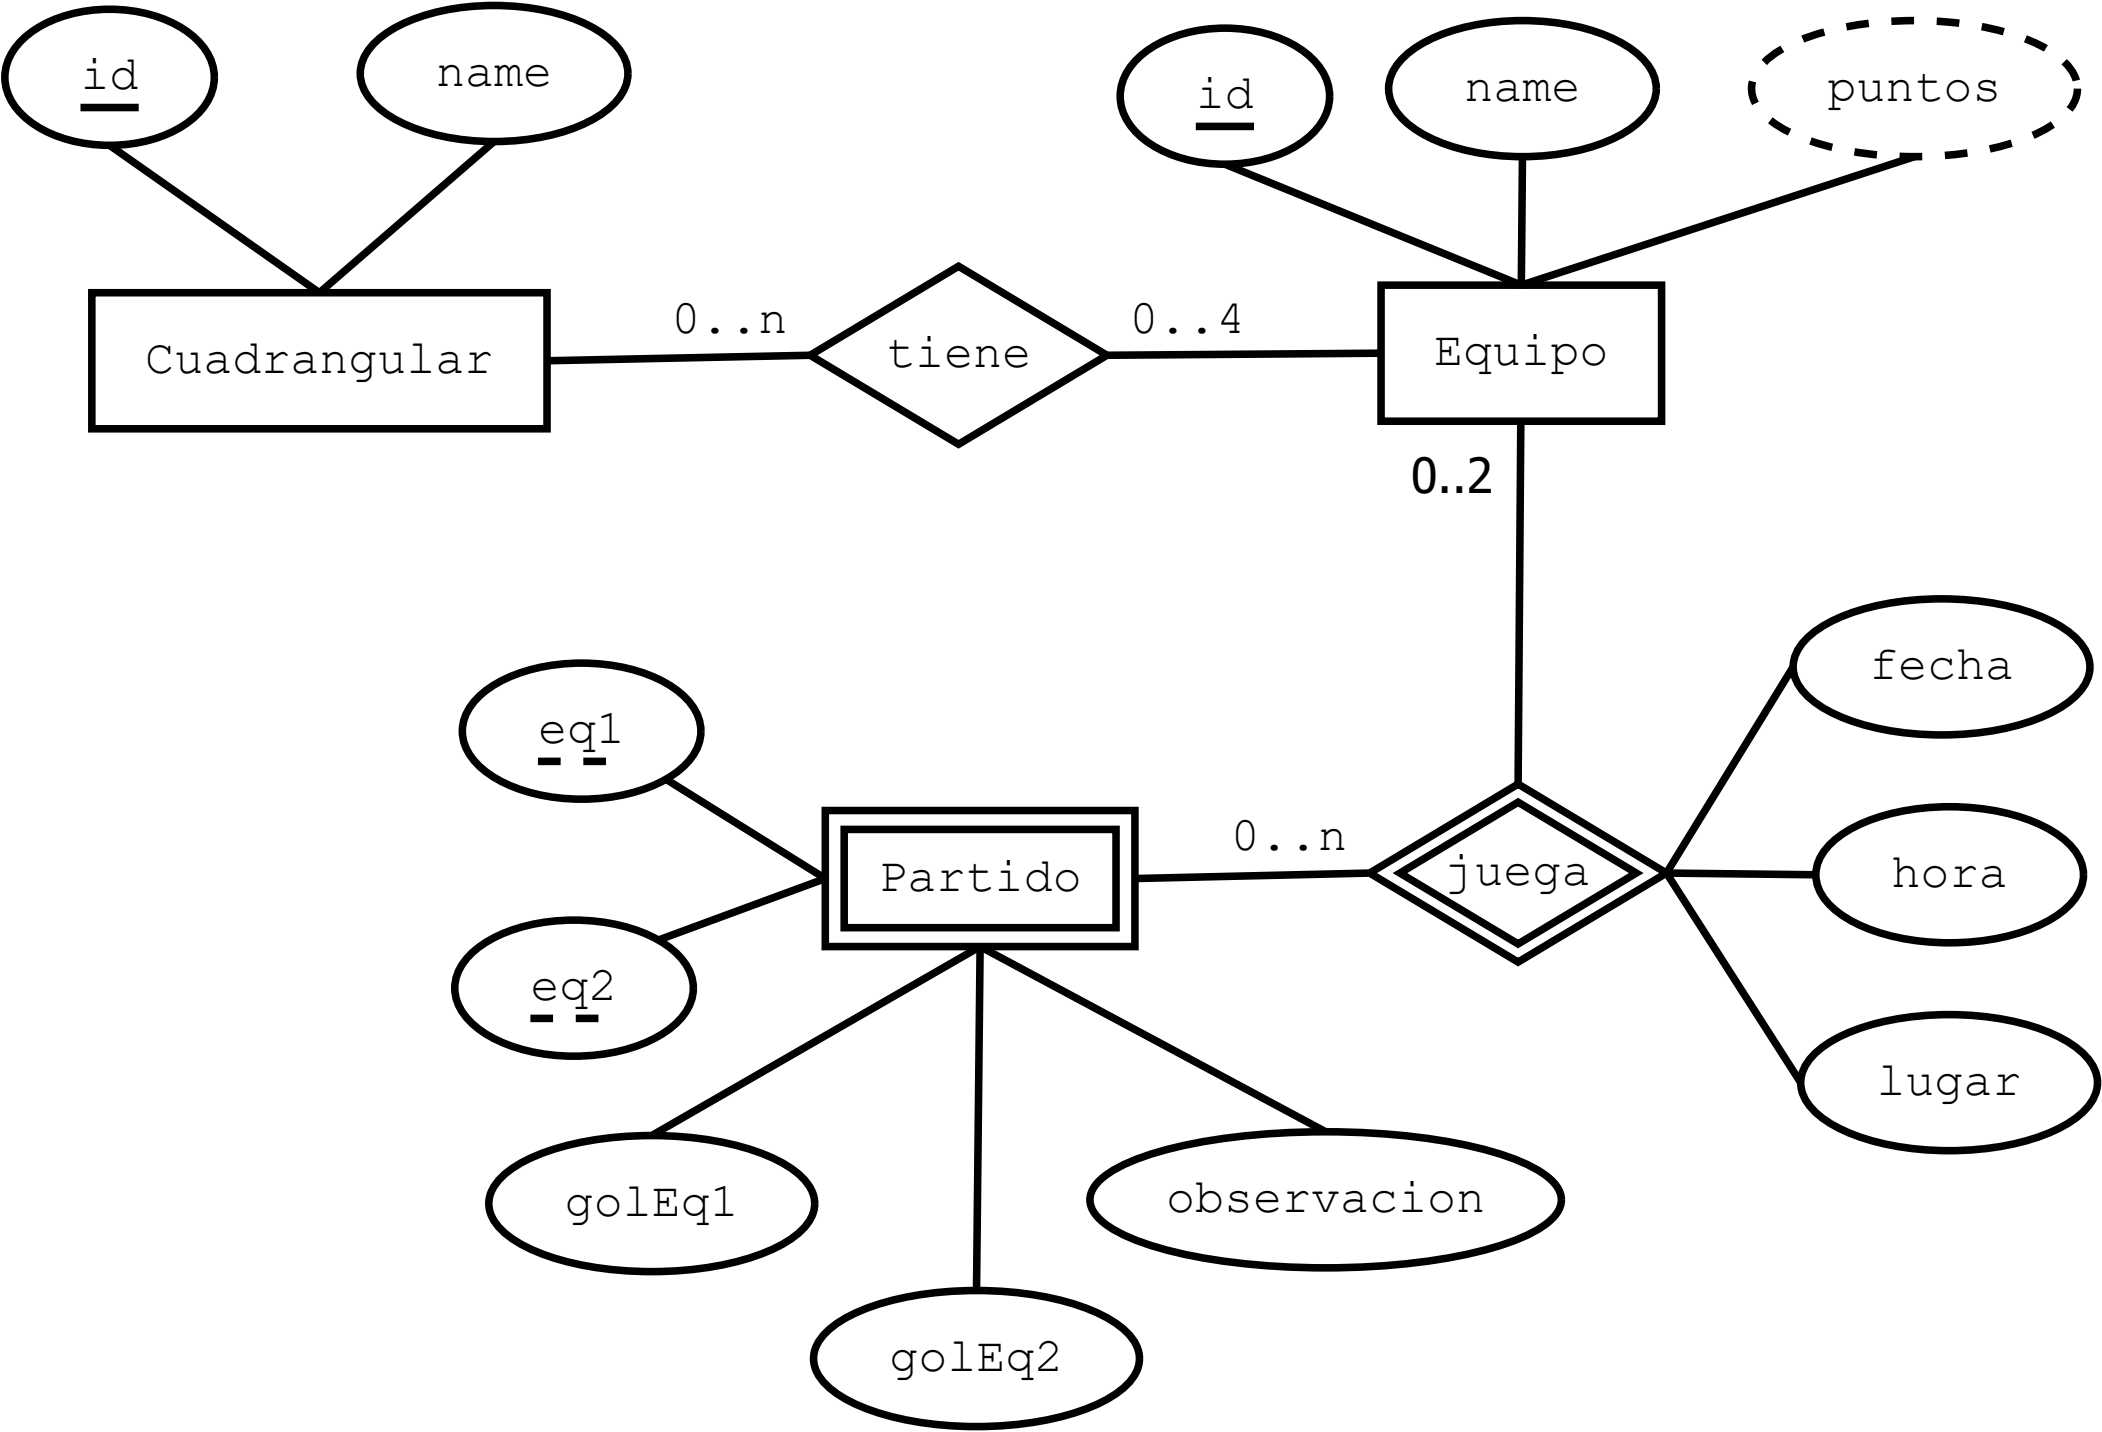 id
name
id
name
puntos
Cuadrangular
0..n
tiene
0..4
Equipo
0..2
fecha
eq1
Partido
0..n
juega
hora
eq2
lugar
golEq1
observacion
golEq2